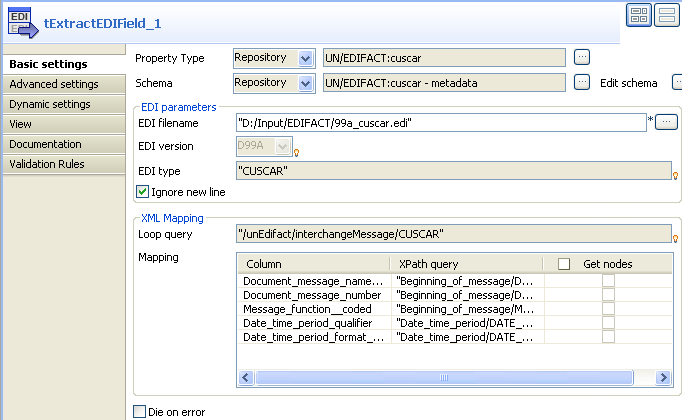 EDI
EDI
tExtractEDIField_1
Basic settings
Advanced settings
Dynamic settings
View
Documentation
Validation Rules
Property Type Repository UN/EDIFACT:cuscar ...
Schema Repository UN/EDIFACT:cuscar - metadata ... Edit schema
EDI parameters
EDI filename "D:/Input/EDIFACT/99a_cuscar.edi" * ...
EDI version D99A
EDI type "CUSCAR"
Ignore new line
XML Mapping
Loop query "/unEdifact/interchangeMessage/CUSCAR"
Mapping
Column XPath query Get nodes
Document_message_name... "Beginning_of_message/D...
Document_message_number "Beginning_of_message/D...
Message_function__coded "Beginning_of_message/M...
Date_time_period_qualifier "Date_time_period/DATE_...
Date_time_period_format_... "Date_time_period/DATE_...
Die on error